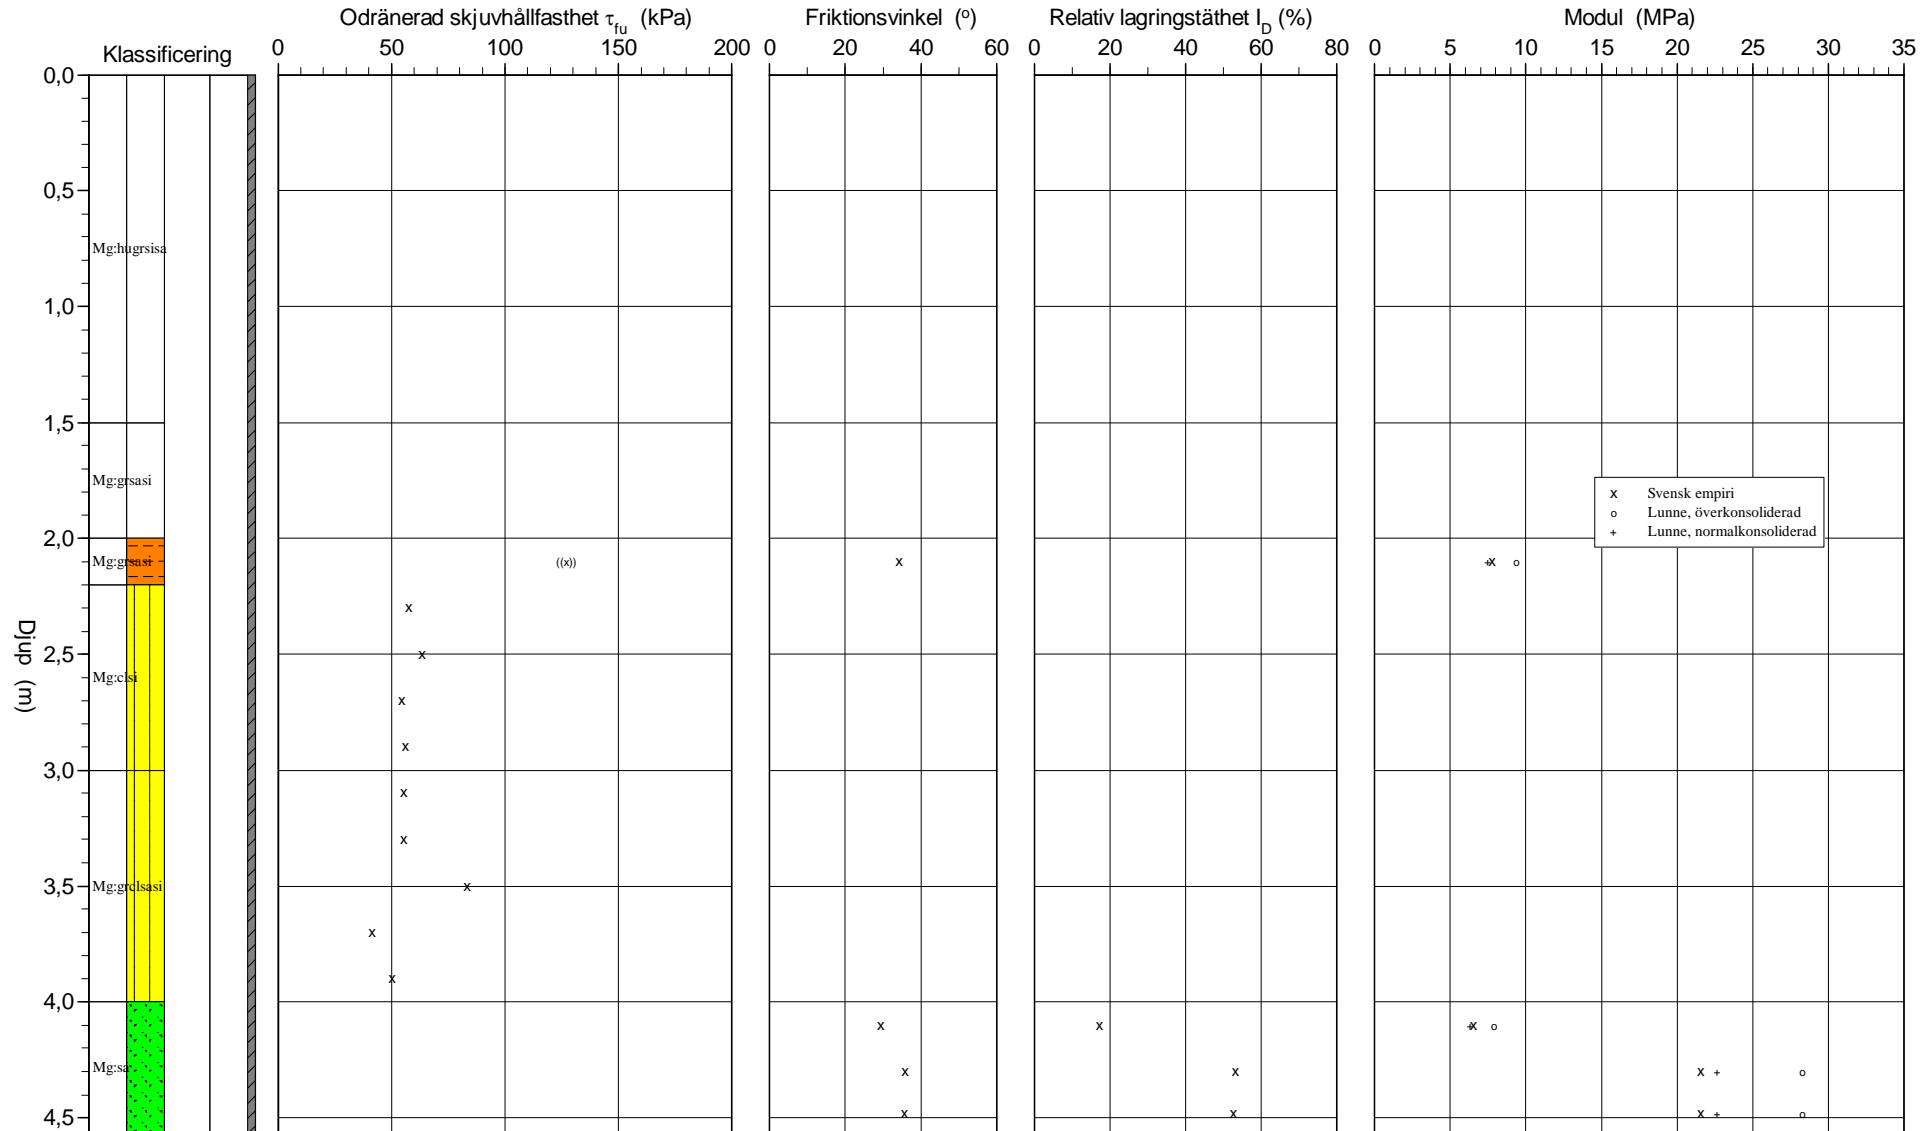 Odränerad skjuvhållfasthet τfu (kPa)
Friktionsvinkel (o)
Relativ lagringstäthet ID (%)
Modul (MPa)
Klassificering
0 50 100 150 200
0 20 40 60
0 20 40 60 80
0 5 10 15 20 25 30 35
0,0
0,5
Mg:hugrsisa
1,0
1,5
Mg:grsasi
x Svensk empiri
o Lunne, överkonsoliderad
+ Lunne, normalkonsoliderad
2,0
Mg:grsasi
((x))
2,5
Mg:clsi
Djup (m)
3,0
3,5
Mg:grclsasi
4,0
Mg:sa
4,5